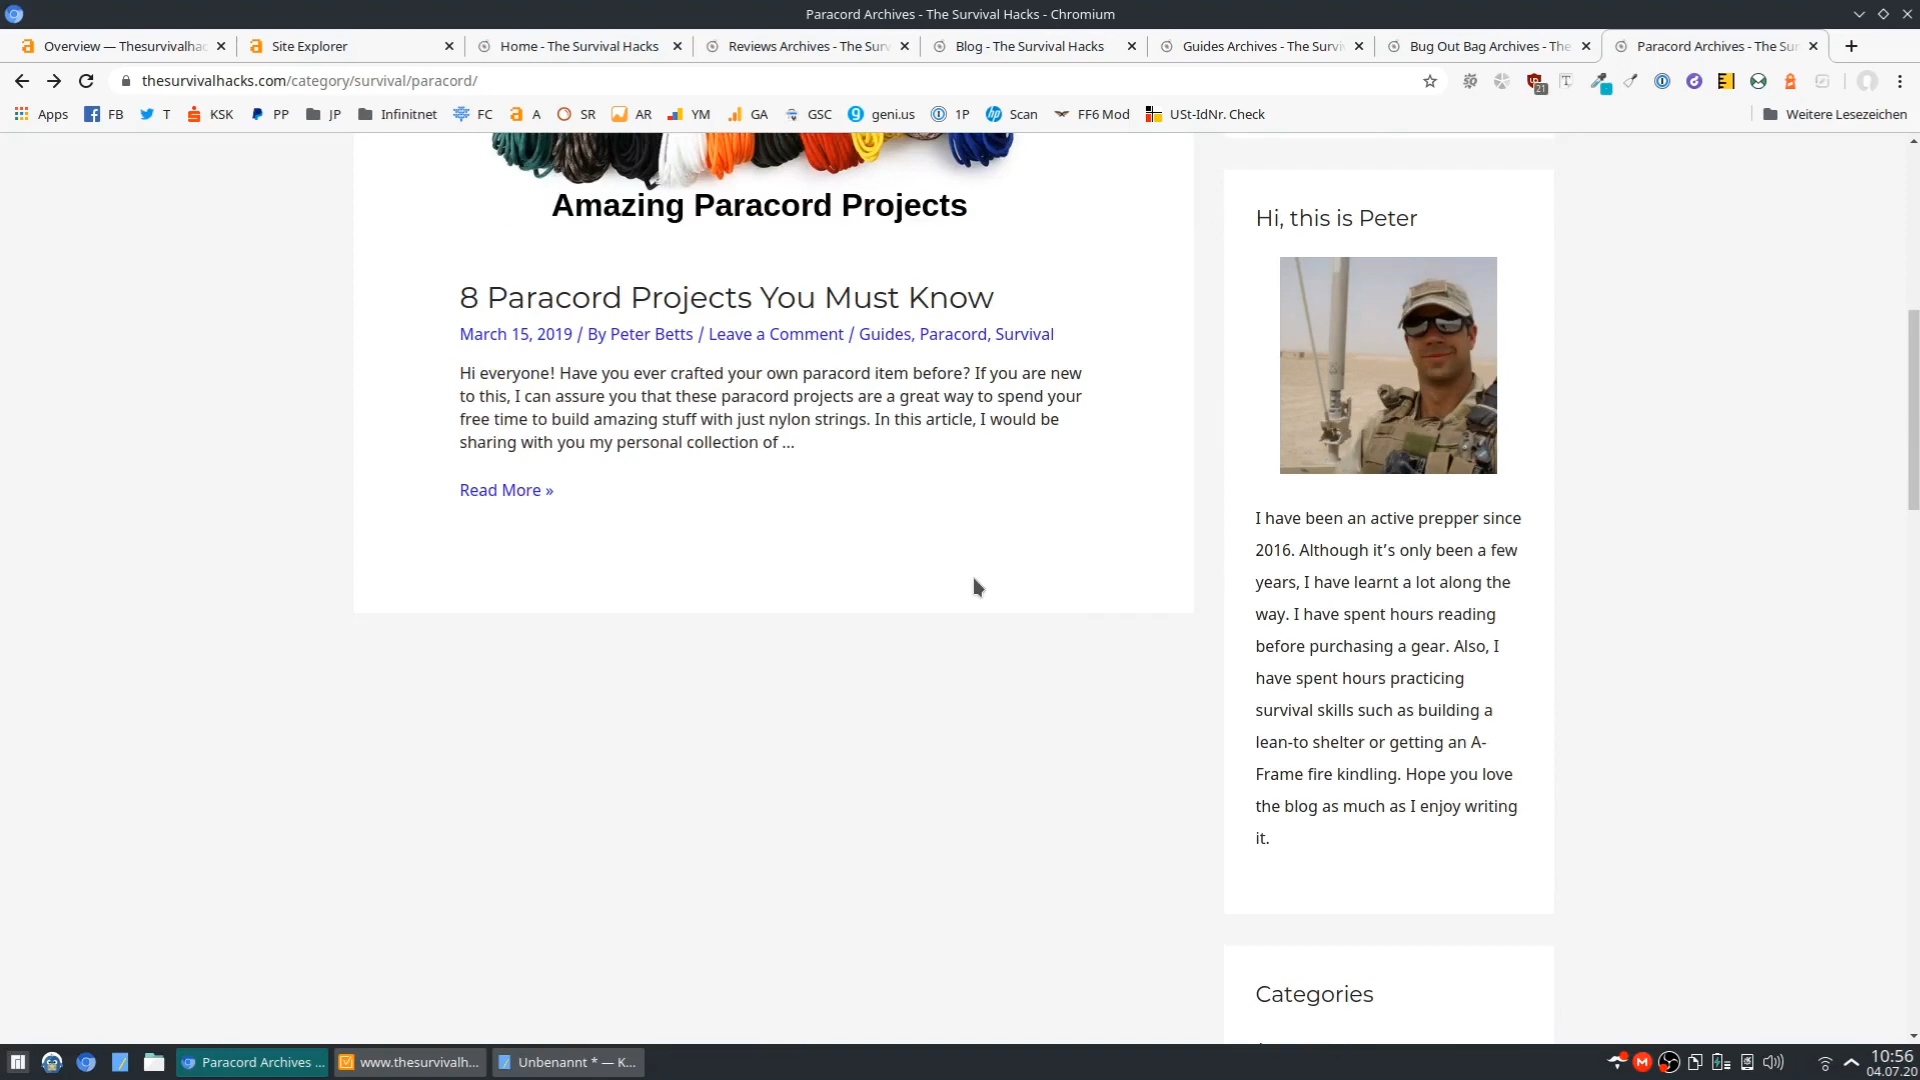 Paracord Archives - The Survival Hacks - Chromium
Overview — Thesurvivalhac
Site Explorer
Home - The Survival Hacks
Reviews Archives - The Surv
Blog - The Survival Hacks
Guides Archives - The Surviv
Bug Out Bag Archives - The
Paracord Archives - The Sur
thesurvivalhacks.com/category/survival/paracord/
21
Apps FB T KSK PP JP Infinitnet FC A SR AR YM GA GSC geni.us 1P Scan FF6 Mod USt-IdNr. Check Weitere Lesezeichen
Amazing Paracord Projects
8 Paracord Projects You Must Know
March 15, 2019 / By Peter Betts / Leave a Comment / Guides, Paracord, Survival
Hi everyone! Have you ever crafted your own paracord item before? If you are new
to this, I can assure you that these paracord projects are a great way to spend your
free time to build amazing stuff with just nylon strings. In this article, I would be
sharing with you my personal collection of ...
Read More »
Hi, this is Peter
I have been an active prepper since
2016. Although it’s only been a few
years, I have learnt a lot along the
way. I have spent hours reading
before purchasing a gear. Also, I
have spent hours practicing
survival skills such as building a
lean-to shelter or getting an A-
Frame fire kindling. Hope you love
the blog as much as I enjoy writing
it.
Categories
Paracord Archives ...
www.thesurvivalh...
Unbenannt * — K...
10:56
04.07.20